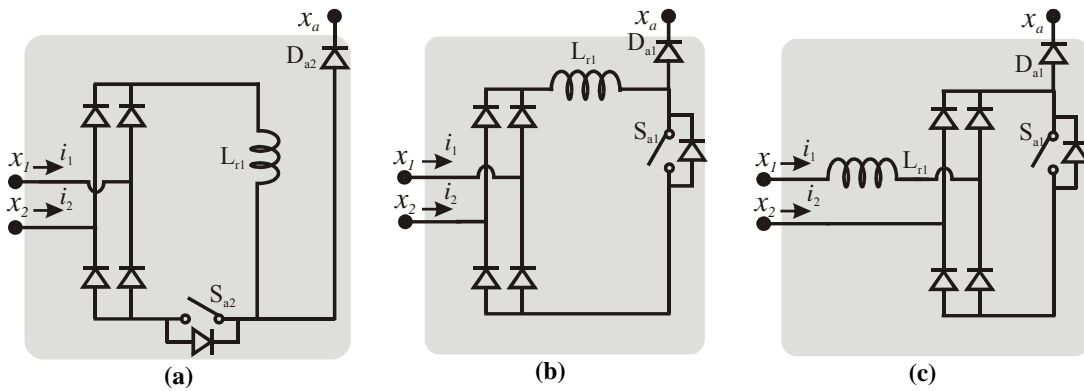 x_a
D_a2
L_r1
x_1 i_1
x_2 i_2
S_a2
(a)
x_a
D_a1
L_r1
S_a1
x_1 i_1
x_2 i_2
(b)
x_a
D_a1
S_a1
x_1 i_1 L_r1
x_2 i_2
(c)